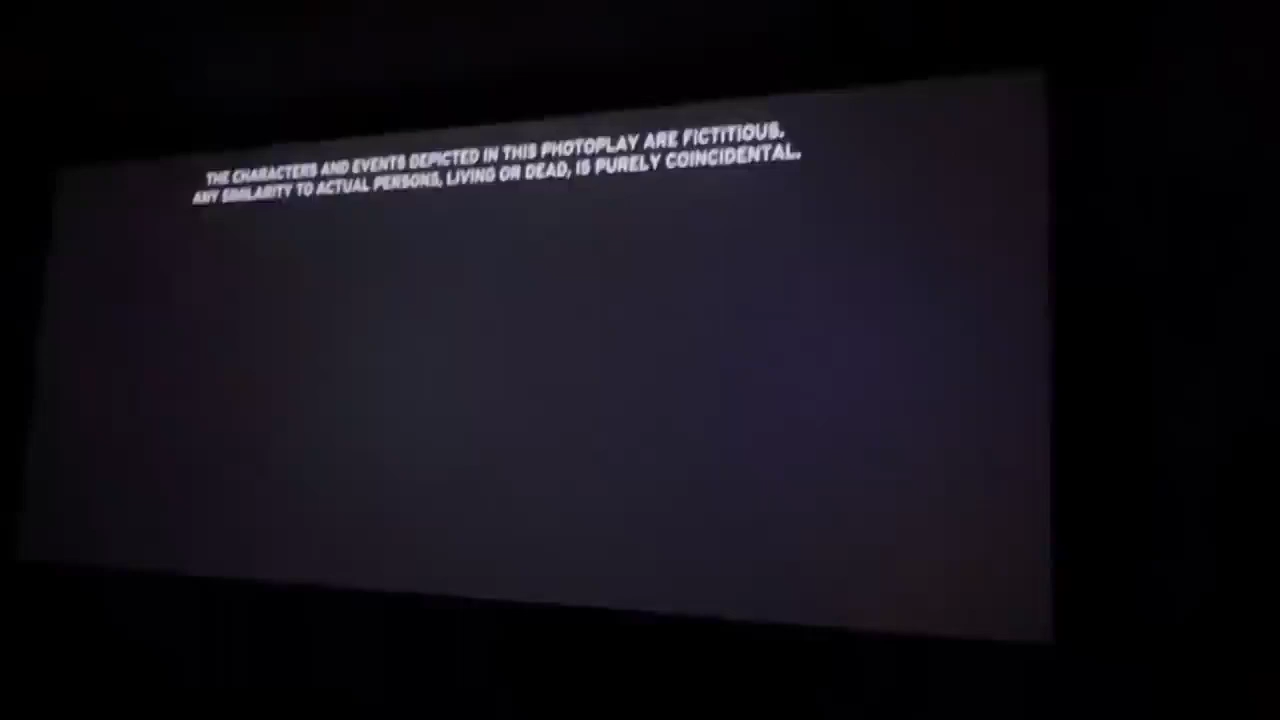 THE CHARACTERS AND EVENTS DEPICTED IN THIS PHOTOPLAY ARE FICTITIOUS.
ANY SIMILARITY TO ACTUAL PERSONS, LIVING OR DEAD, IS PURELY COINCIDENTAL.